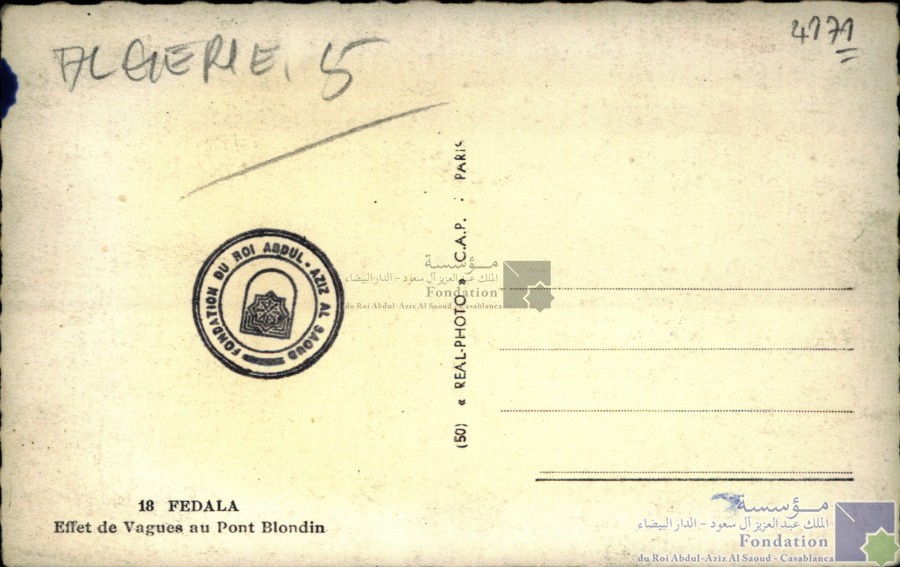 ALGERIE. 5
4171
(50) « REAL-PHOTO » C.A.P. : PARIS
FONDATION DU ROI ABDUL-AZIZ AL SAOUD
مؤسسة
الملك عبد العزيز آل سعود - الدار البيضاء
Fondation
du Roi Abdul-Aziz Al Saoud - Casablanca
18 FEDALA
Effet de Vagues au Pont Blondin
مؤسسة
الملك عبد العزيز آل سعود - الدار البيضاء
Fondation
du Roi Abdul-Aziz Al Saoud - Casablanca